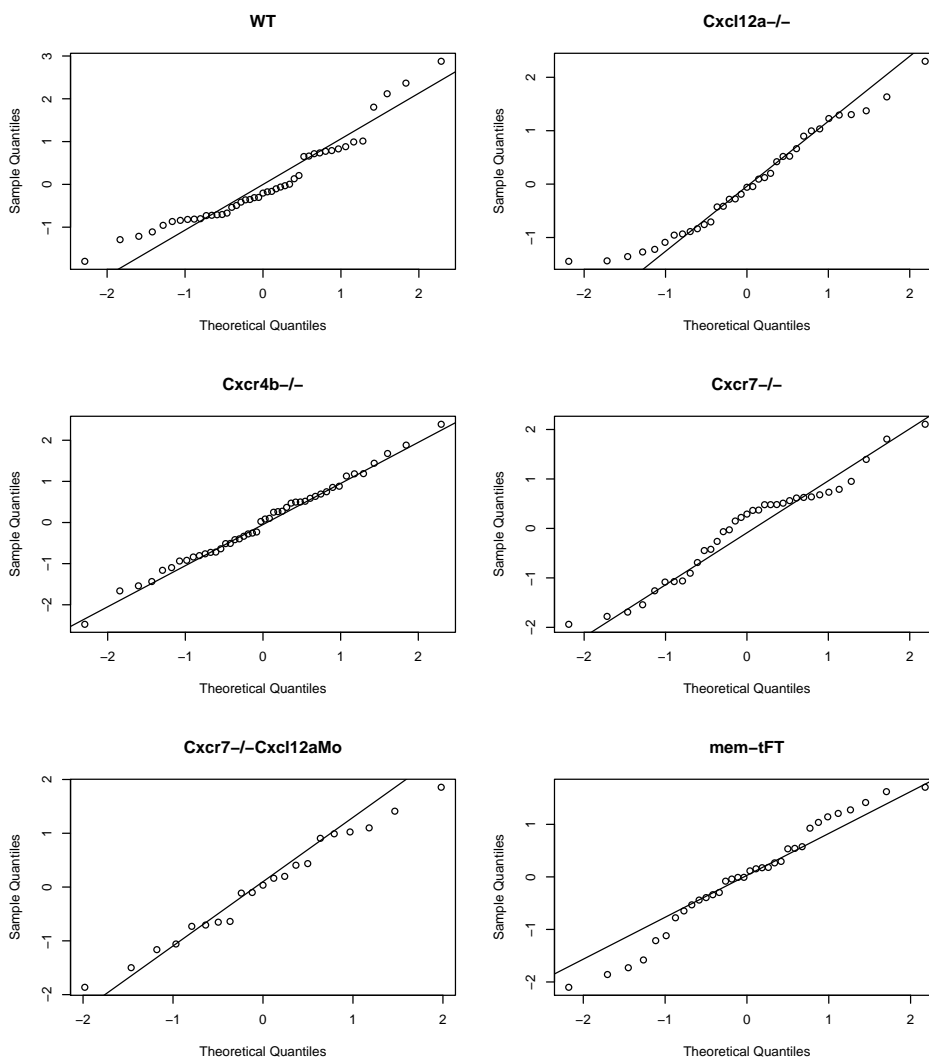 WT
3
2
1
0
−1
Sample Quantiles
−2 −1 0 1 2
Theoretical Quantiles
Cxcl12a−/−
2
1
0
−1
Sample Quantiles
−2 −1 0 1 2
Theoretical Quantiles
Cxcr4b−/−
2
1
0
−1
−2
Sample Quantiles
−2 −1 0 1 2
Theoretical Quantiles
Cxcr7−/−
2
1
0
−1
−2
Sample Quantiles
−2 −1 0 1 2
Theoretical Quantiles
Cxcr7−/−Cxcl12aMo
2
1
0
−1
−2
Sample Quantiles
−2 −1 0 1 2
Theoretical Quantiles
mem−tFT
1
0
−1
−2
Sample Quantiles
−2 −1 0 1 2
Theoretical Quantiles